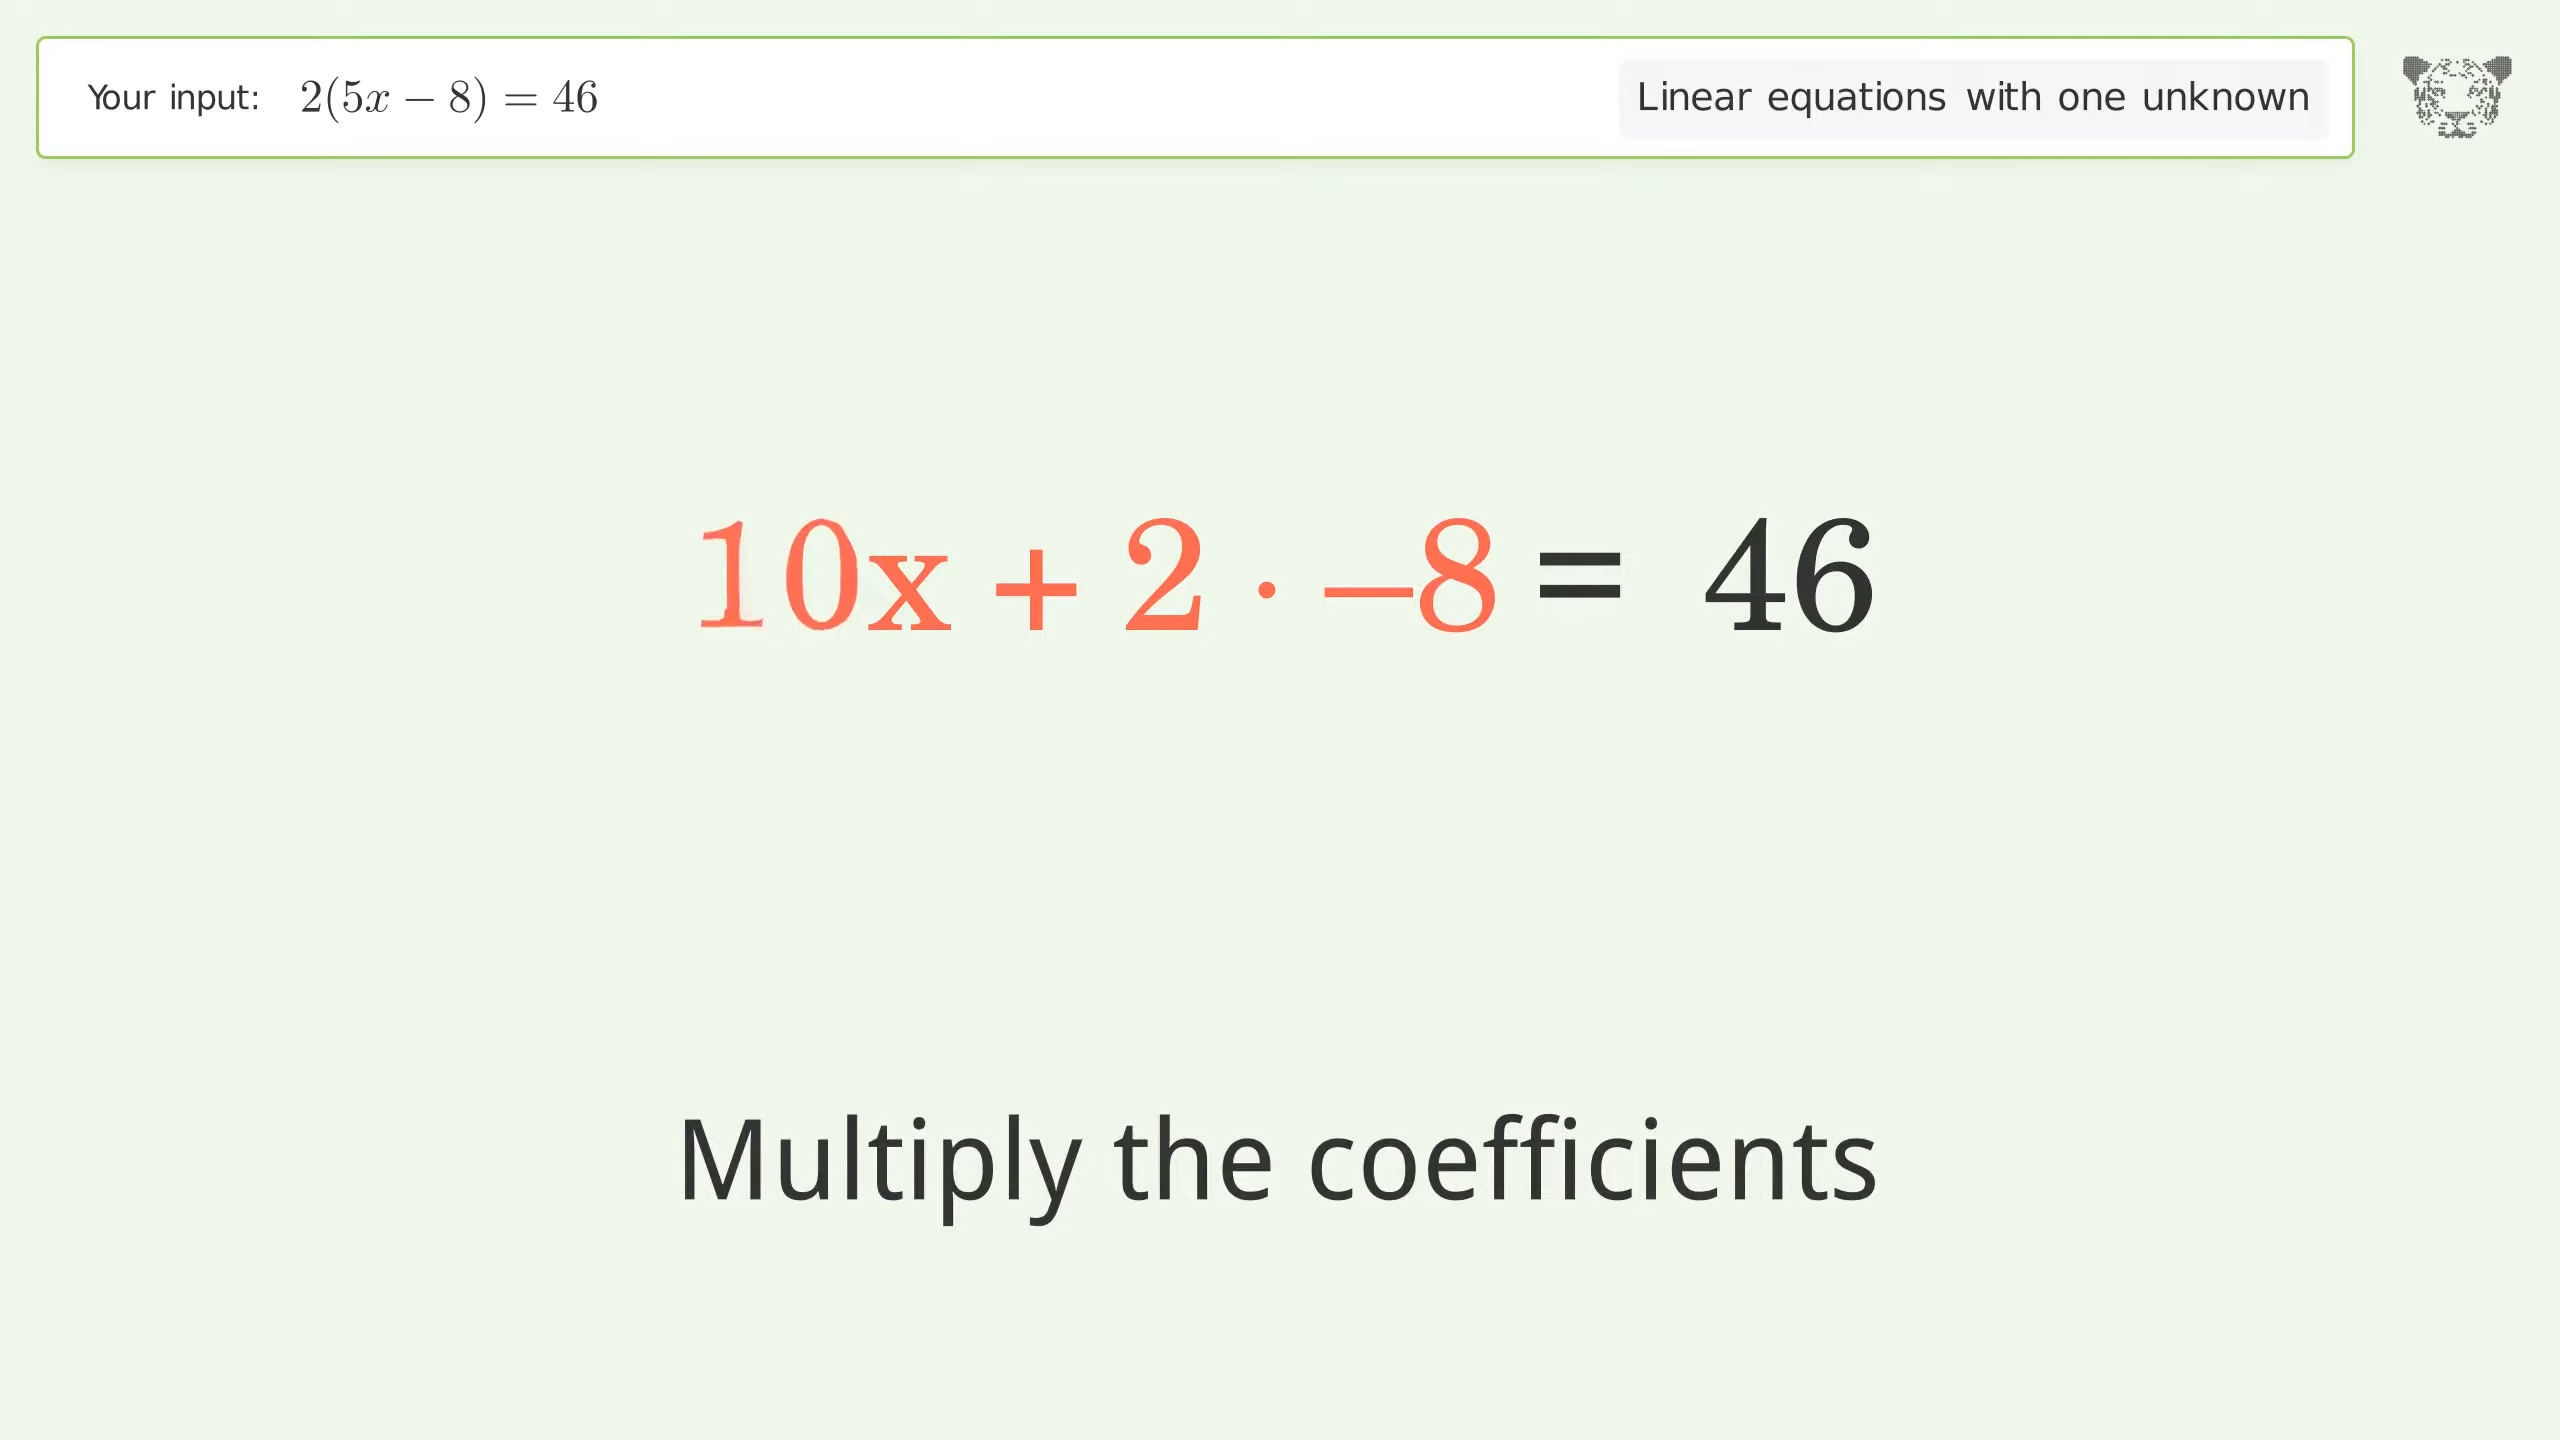 Your input: 2(5x − 8) = 46
Linear equations with one unknown
10x + 2 · −8 = 46
Multiply the coefficients